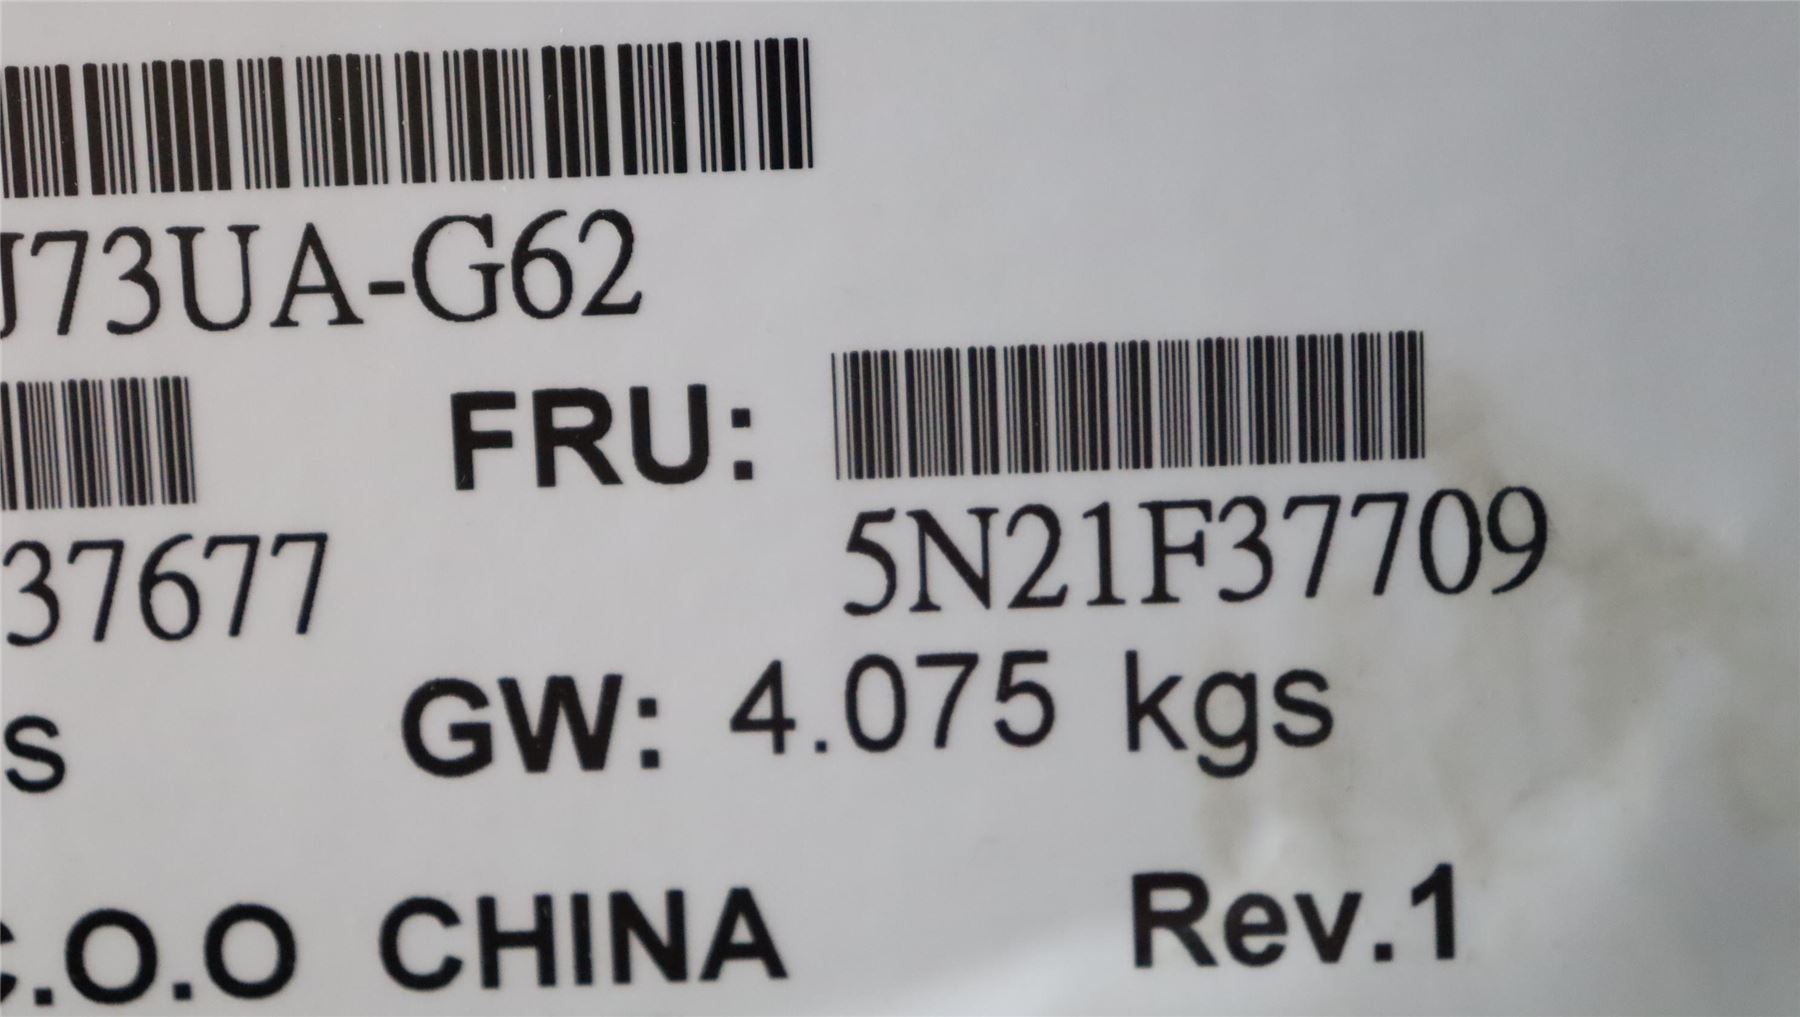 J73UA-G62
FRU:
5N21F37709
37677
s GW: 4.075 kgs
C.O.O CHINA Rev.1